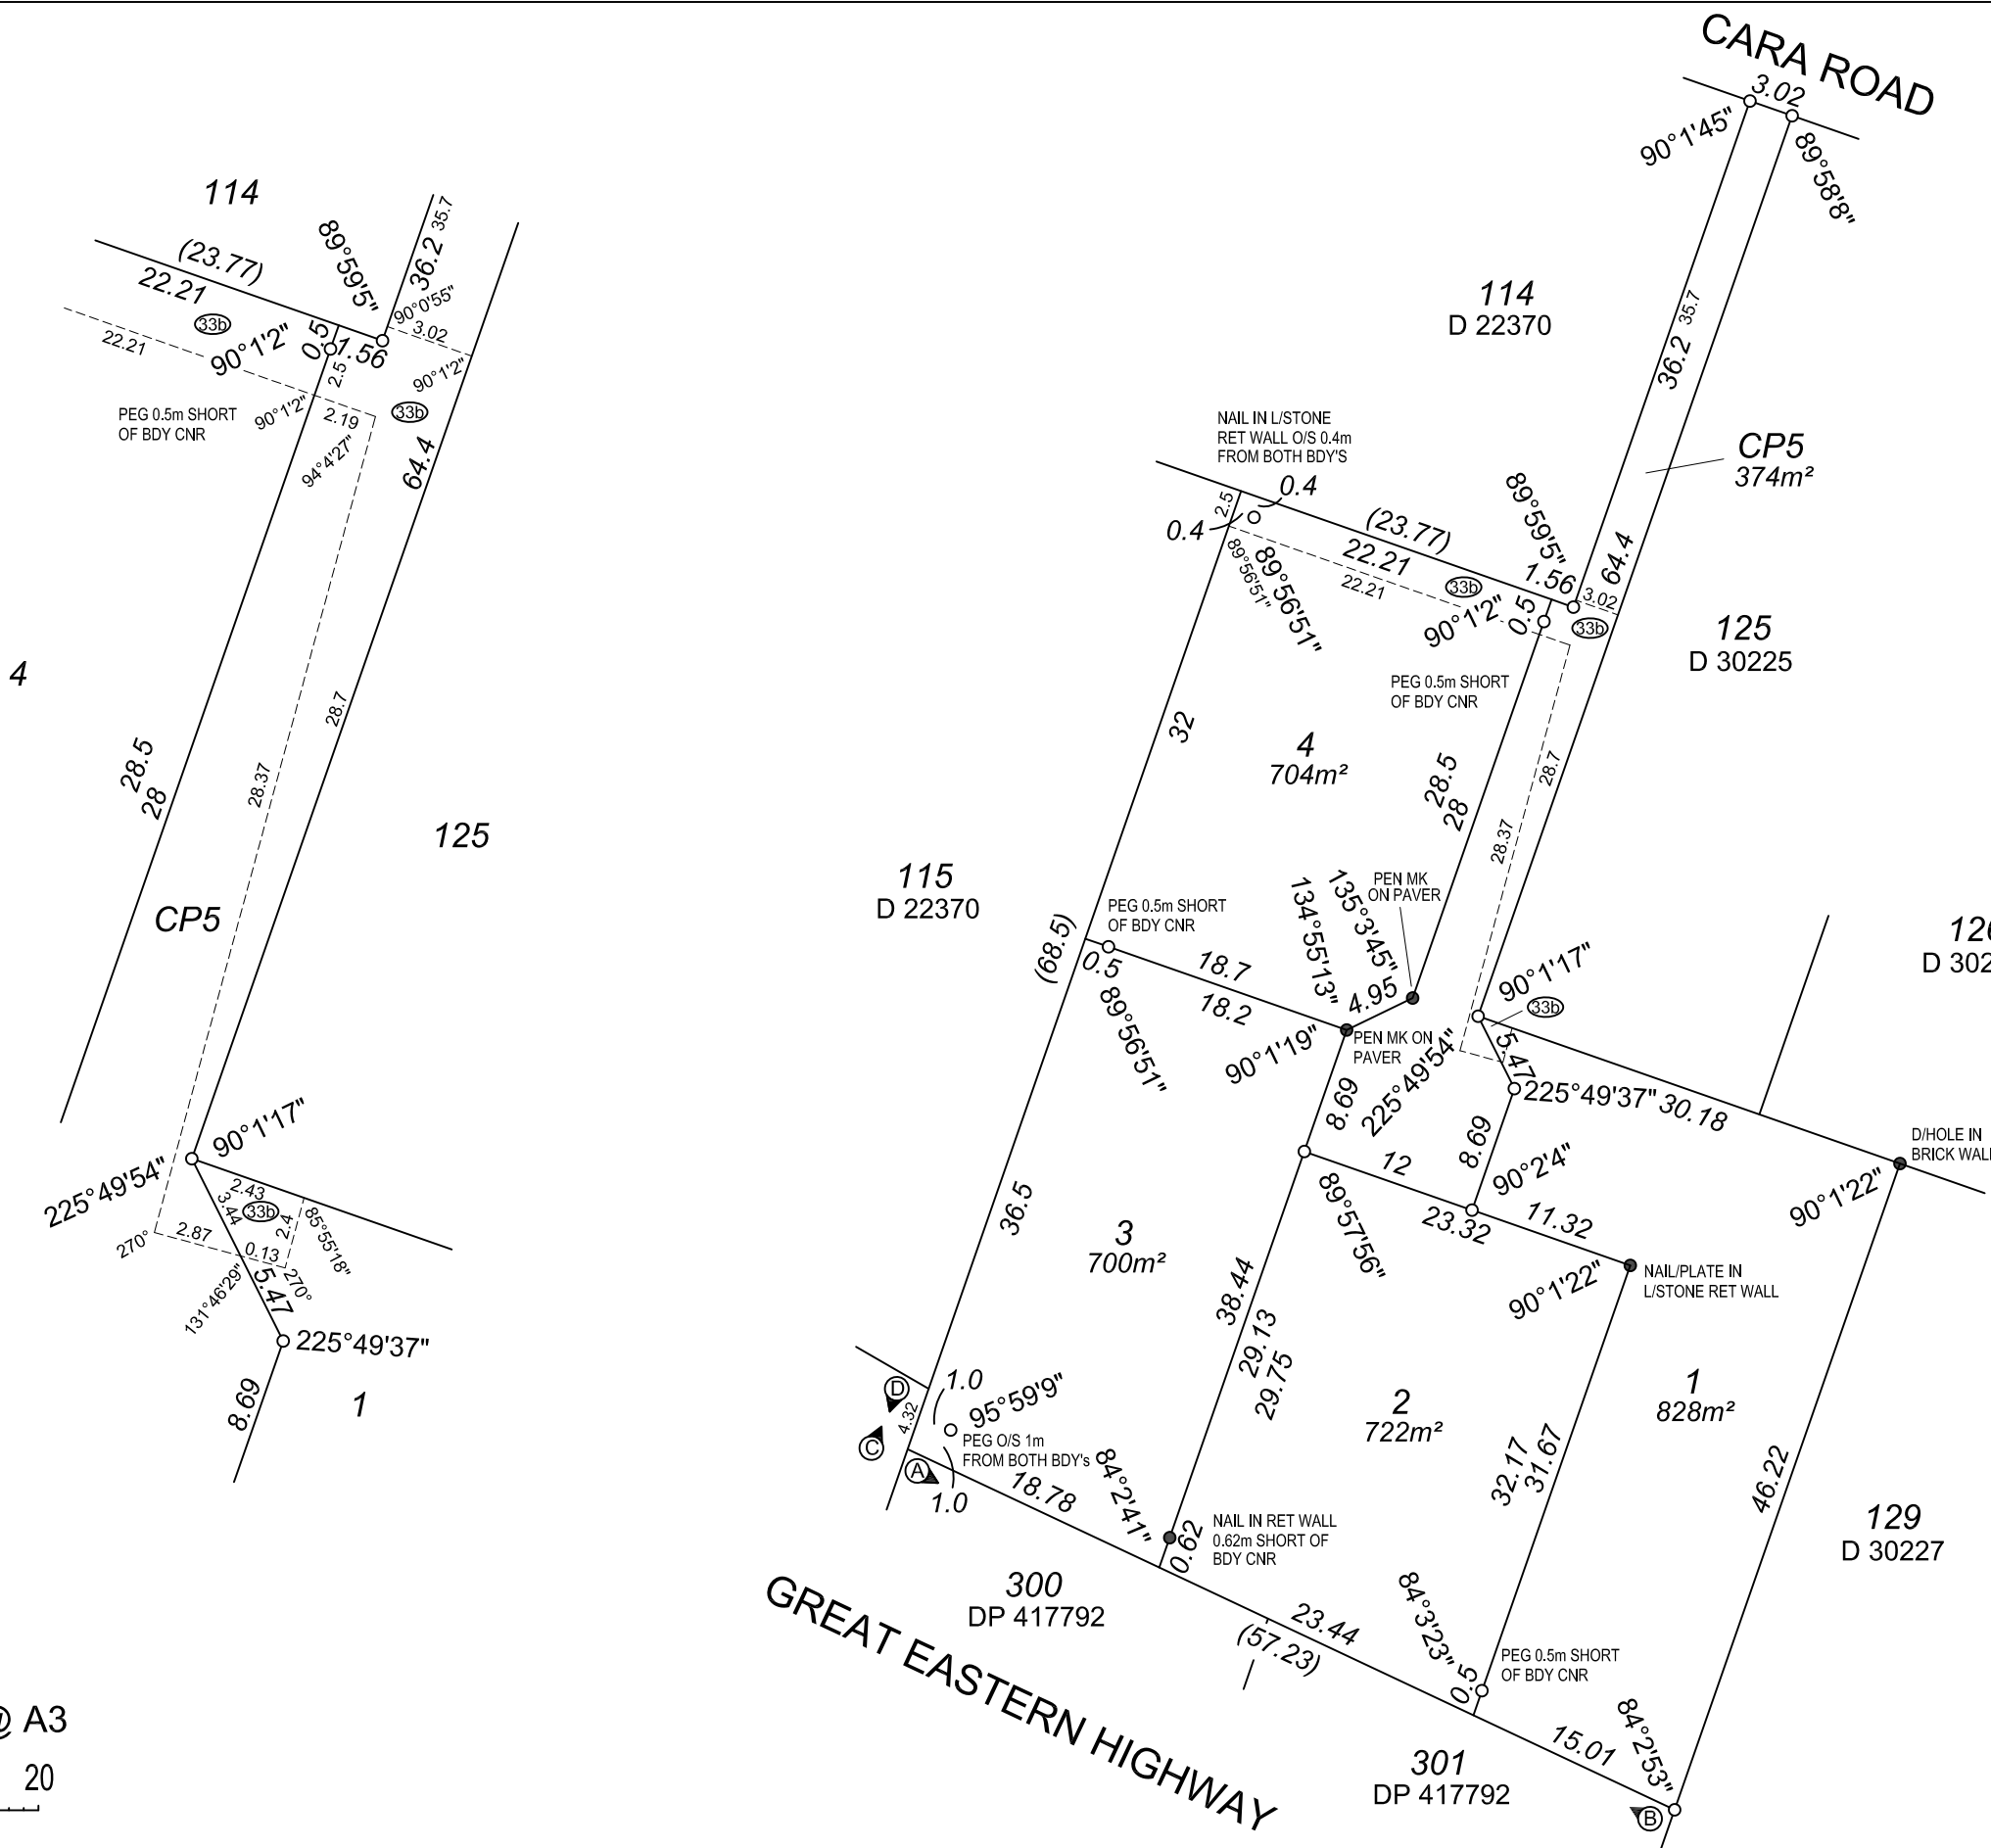 CARA ROAD
3.02
90°1'45"
89°58'8"
114
(23.77)
22.21
89°59'5"
36.2
35.7
90°0'55"
3.02
33b
22.21
90°1'2"
0.5
1.56
2.5
90°1'2"
PEG 0.5m SHORT
OF BDY CNR
90°1'2"
2.19
33b
94°4'27"
64.4
4
28.5
28
28.37
28.7
125
CP5
90°1'17"
225°49'54"
2.43
33b
3.44
2.4
85°55'18"
270°
2.87
0.13
270°
131°46'29"
5.47
225°49'37"
8.69
1
@ A3
20
114
D 22370
36.2
35.7
CP5
374m²
NAIL IN L/STONE
RET WALL O/S 0.4m
FROM BOTH BDY'S
0.4
2.5
0.4
(23.77)
22.21
22.21
89°59'5"
1.56
64.4
33b
3.02
33b
89°56'51"
89°56'51"
90°1'2"
0.5
125
D 30225
PEG 0.5m SHORT
OF BDY CNR
32
4
704m²
28.5
28
28.7
28.37
115
D 22370
PEN MK
ON PAVER
PEG 0.5m SHORT
OF BDY CNR
134°55'13"
135°3'45"
(68.5)
0.5
18.7
18.2
4.95
89°56'51"
90°1'19"
PEN MK ON
PAVER
90°1'17"
33b
126
D 302
225°49'54"
5.47
225°49'37"
30.18
8.69
8.69
D/HOLE IN
BRICK WALL
12
90°2'4"
90°1'22"
89°57'56"
23.32
11.32
36.5
3
700m²
90°1'22"
NAIL/PLATE IN
L/STONE RET WALL
38.44
29.13
29.75
D
1.0
95°59'9"
4.32
C
PEG O/S 1m
FROM BOTH BDY's
A
1.0
18.78
84°2'41"
2
722m²
1
828m²
32.17
31.67
46.22
129
D 30227
NAIL IN RET WALL
0.62m SHORT OF
BDY CNR
0.62
300
DP 417792
GREAT EASTERN HIGHWAY
23.44
(57.23)
84°3'23"
PEG 0.5m SHORT
OF BDY CNR
0.5
15.01
84°2'53"
301
DP 417792
B